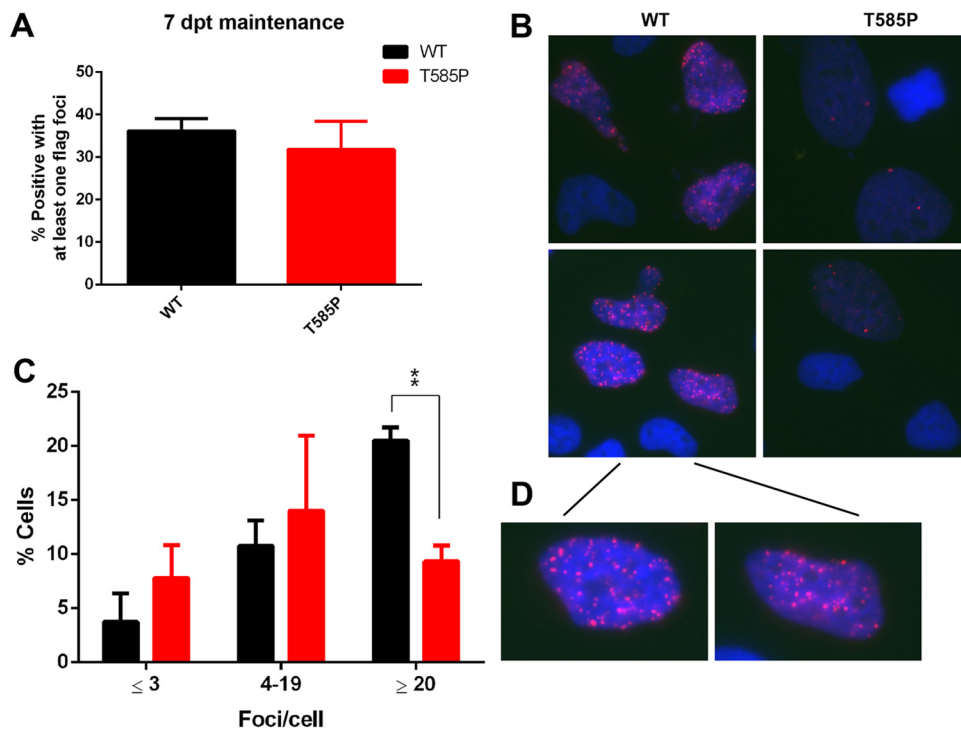 A
7 dpt maintenance
WT
T585P
% Positive with
at least one flag foci
50
40
30
20
10
0
WT
T585P
B
WT
T585P
C
% Cells
25
20
15
10
5
0
**
≤ 3
4-19
≥ 20
Foci/cell
D